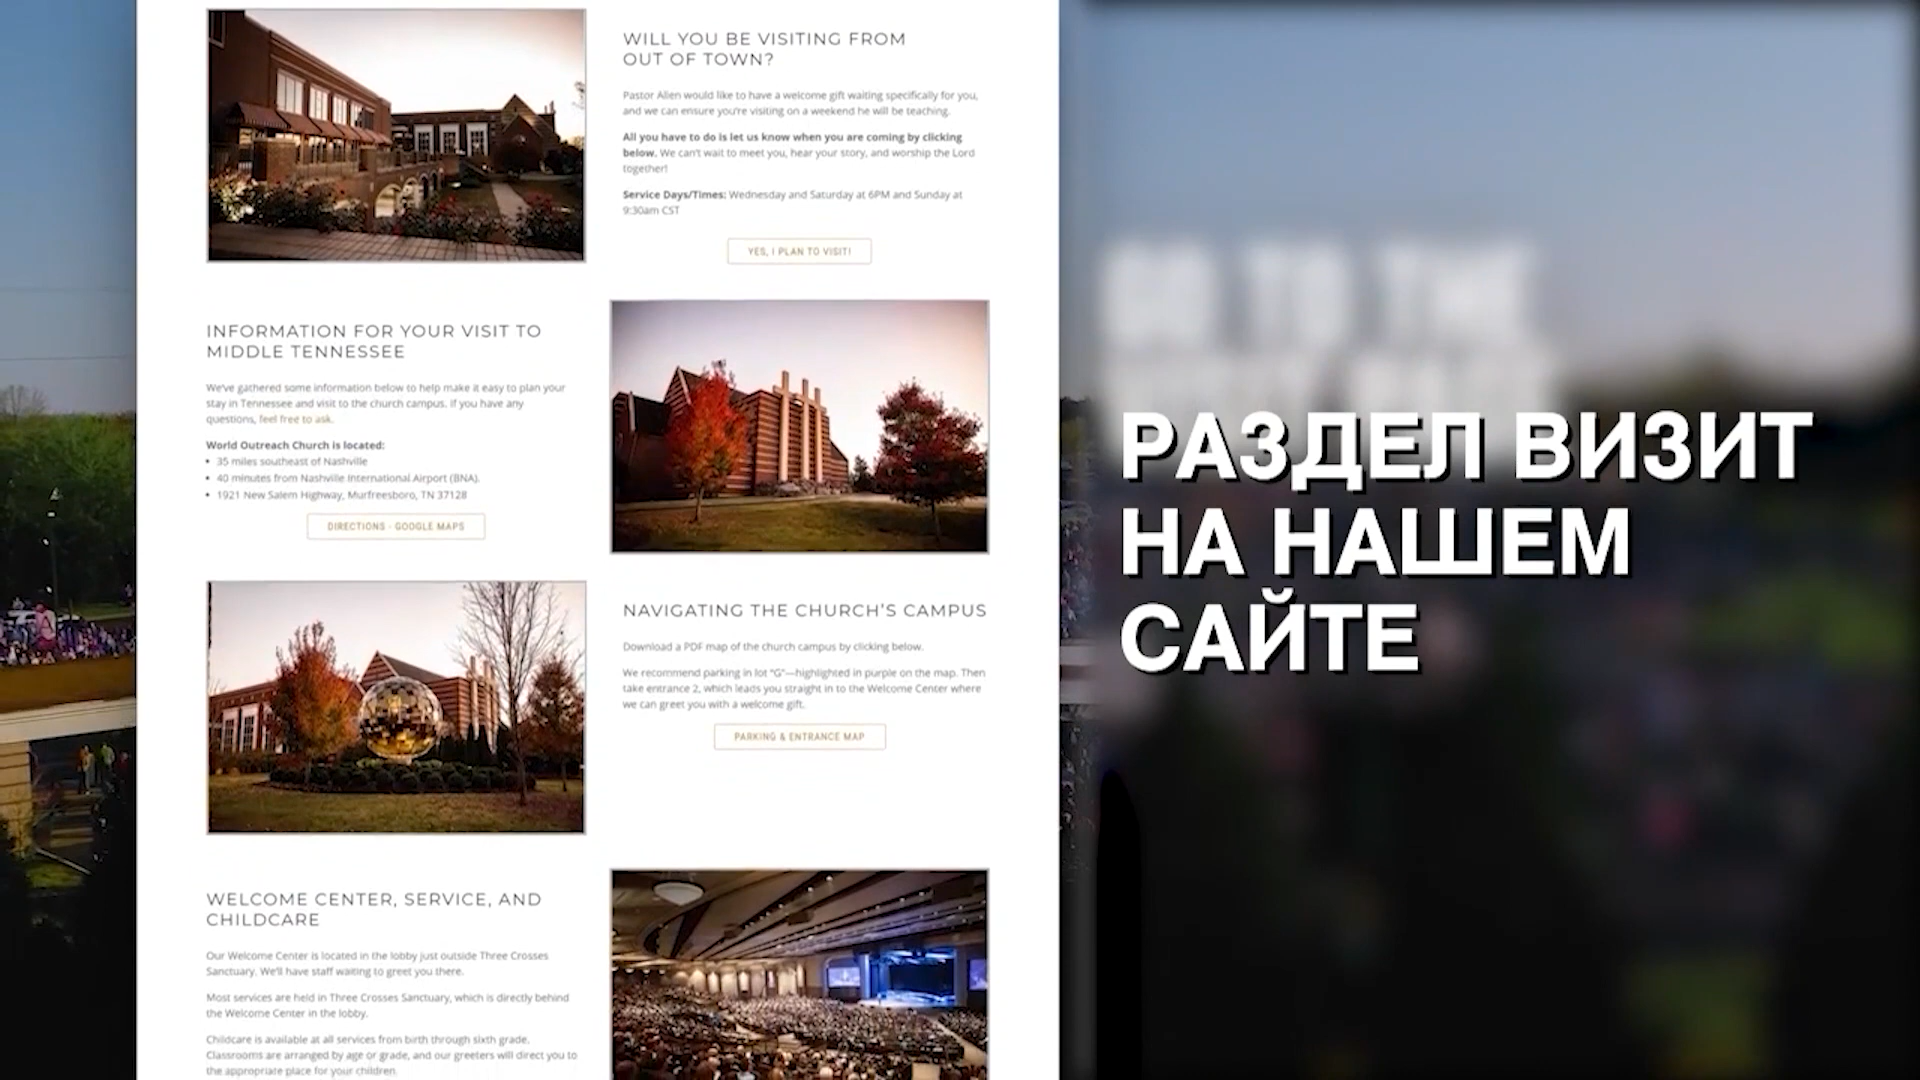 WILL YOU BE VISITING FROM
OUT OF TOWN?
Pastor Allen would like to have a welcome gift waiting specifically for you,
and we can ensure you're visiting on a weekend he will be teaching.
All you have to do is let us know when you are coming by clicking
below. We can't wait to meet you, hear your story, and worship the Lord
together!
Service Days/Times: Wednesday and Saturday at 6PM and Sunday at
9:30am CST
YES, I PLAN TO VISIT!
INFORMATION FOR YOUR VISIT TO
MIDDLE TENNESSEE
We've gathered some information below to help make it easy to plan your
stay in Tennessee and visit to the church campus. If you have any
questions, feel free to ask.
World Outreach Church is located:
• 35 miles southeast of Nashville
• 40 minutes from Nashville International Airport (BNA).
• 1921 New Salem Highway, Murfreesboro, TN 37128
DIRECTIONS - GOOGLE MAPS
NAVIGATING THE CHURCH'S CAMPUS
Download a PDF map of the church campus by clicking below.
We recommend parking in lot "G"—highlighted in purple on the map. Then
take entrance 2, which leads you straight in to the Welcome Center where
we can greet you with a welcome gift.
PARKING & ENTRANCE MAP
WELCOME CENTER, SERVICE, AND
CHILDCARE
Our Welcome Center is located in the lobby just outside Three Crosses
Sanctuary. We'll have staff waiting to greet you there.
Most services are held in Three Crosses Sanctuary, which is directly behind
the Welcome Center in the lobby.
Childcare is available at all services from birth through sixth grade.
Classrooms are arranged by age or grade, and our greeters will direct you to
the appropriate place for your children.
РАЗДЕЛ ВИЗИТ
НА НАШЕМ
САЙТЕ